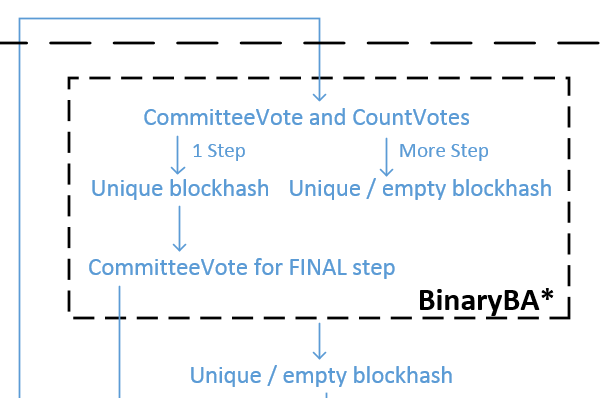 CommitteeVote and CountVotes
1 Step
More Step
Unique blockhash
Unique / empty blockhash
CommitteeVote for FINAL step
BinaryBA*
Unique / empty blockhash